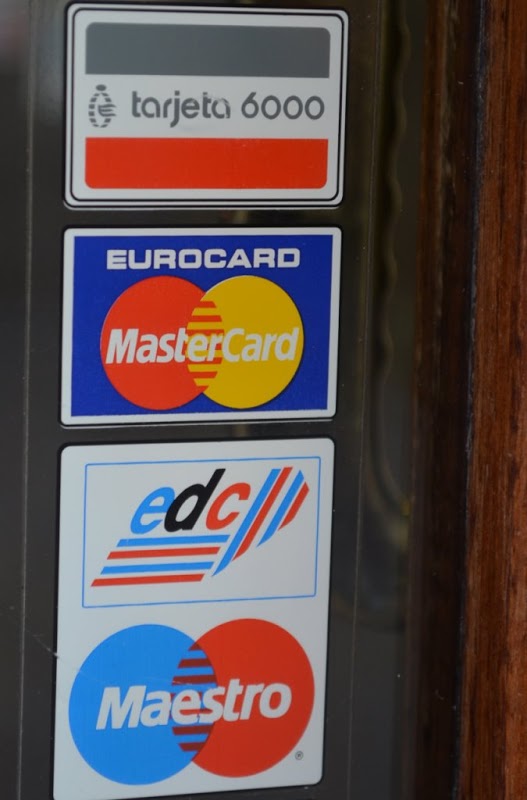 tarjeta 6000
EUROCARD
MasterCard
edc
Maestro®